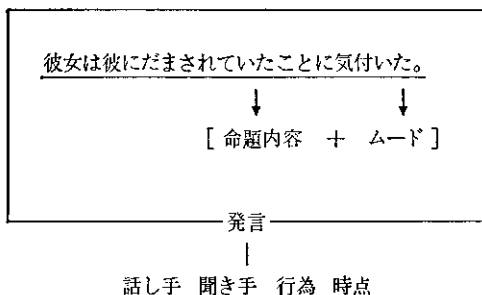 彼女は彼にだまされていたことに気付いた。
[ 命題内容 + ムード ]
発言
話し手 聞き手 行為 時点